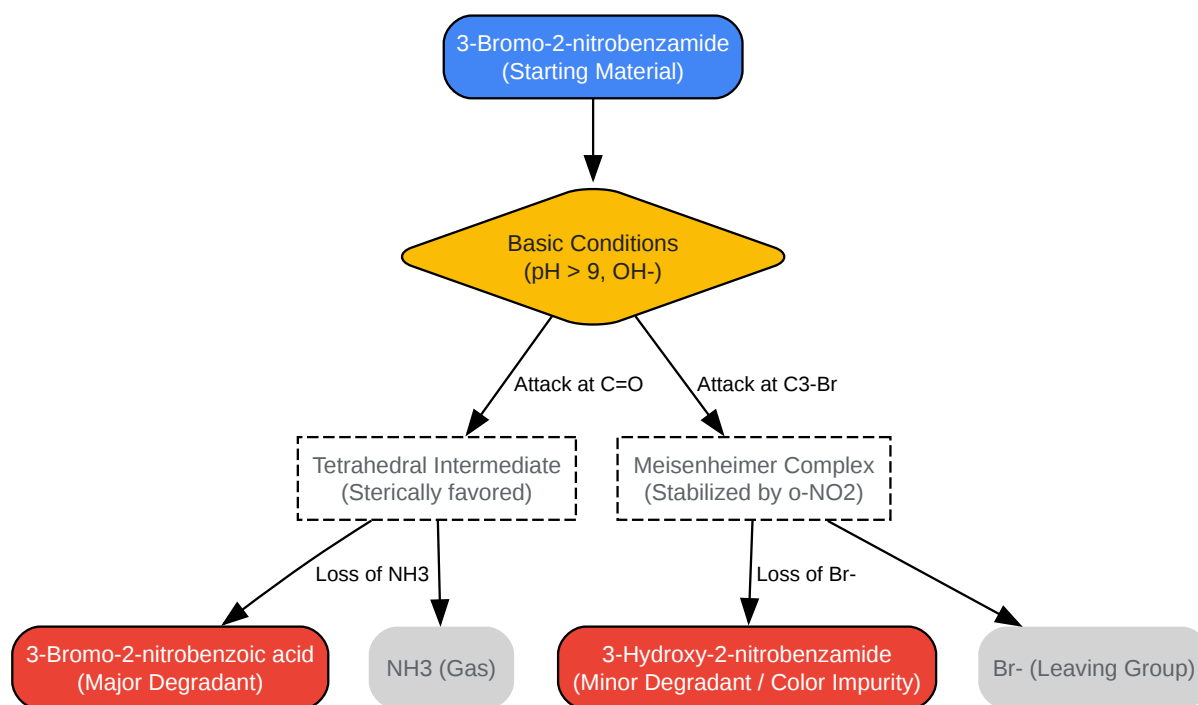 3-Bromo-2-nitrobenzamide
(Starting Material)
Basic Conditions
(pH > 9, OH-)
Attack at C=O
Attack at C3-Br
Tetrahedral Intermediate
(Sterically favored)
Meisenheimer Complex
(Stabilized by o-NO2)
Loss of NH3
Loss of Br-
3-Bromo-2-nitrobenzoic acid
(Major Degradant)
NH3 (Gas)
3-Hydroxy-2-nitrobenzamide
(Minor Degradant / Color Impurity)
Br- (Leaving Group)